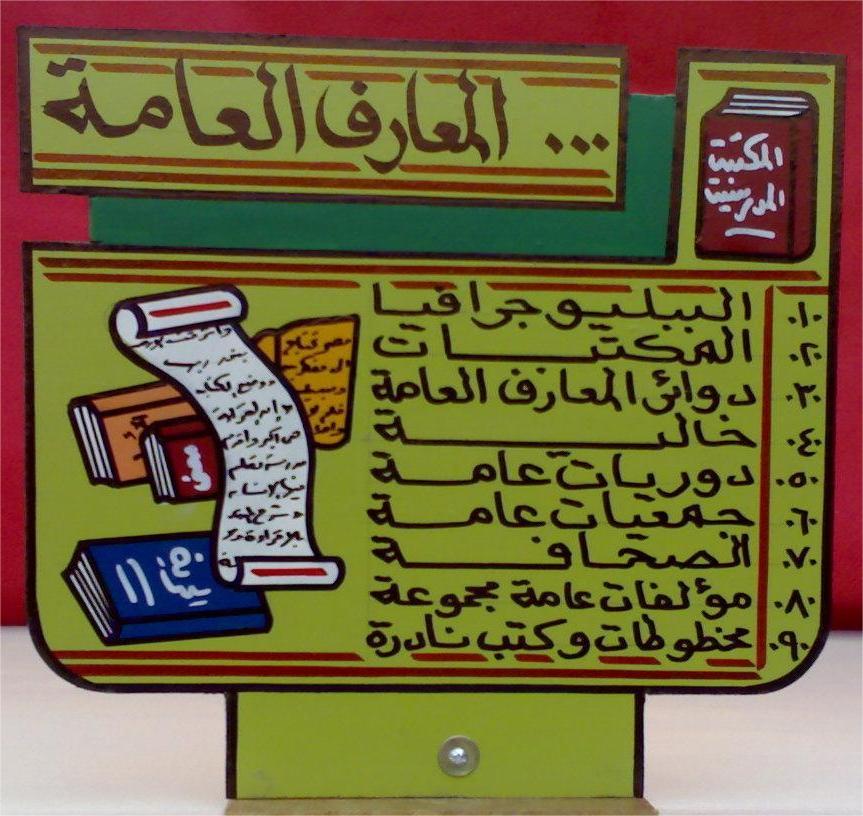 ... المعارف العامة
المكتبة
المدرسية
٠١٠ الببليوجرافيا
٠٢٠ المكتبات
٠٣٠ دوائر المعارف العامة
٠٤٠ خالية
٠٥٠ دوريات عامة
٠٦٠ جمعيات عامة
٠٧٠ الصحافة
٠٨٠ مؤلفات عامة مجموعة
٠٩٠ مخطوطات وكتب نادرة